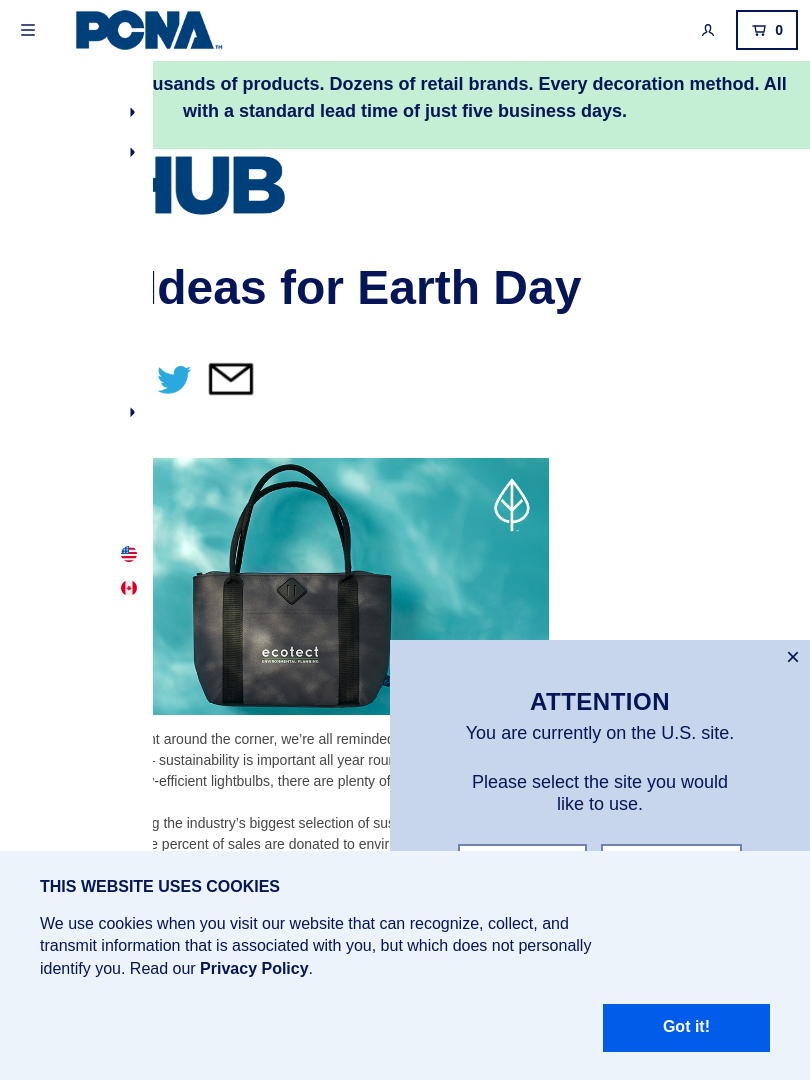 PCNA
0
usands of products. Dozens of retail brands. Every decoration method. All
with a standard lead time of just five business days.
HUB
Ideas for Earth Day
ecotect
ENVIRONMENTAL PLANNING
around the corner, we’re all reminded
sustainability is important all year
-efficient lightbulbs, there are plenty of
the industry’s biggest selection of
percent of sales are donated to
×
ATTENTION
You are currently on the U.S. site.
Please select the site you would
like to use.
THIS WEBSITE USES COOKIES
We use cookies when you visit our website that can recognize, collect, and
transmit information that is associated with you, but which does not personally
identify you. Read our Privacy Policy.
Got it!